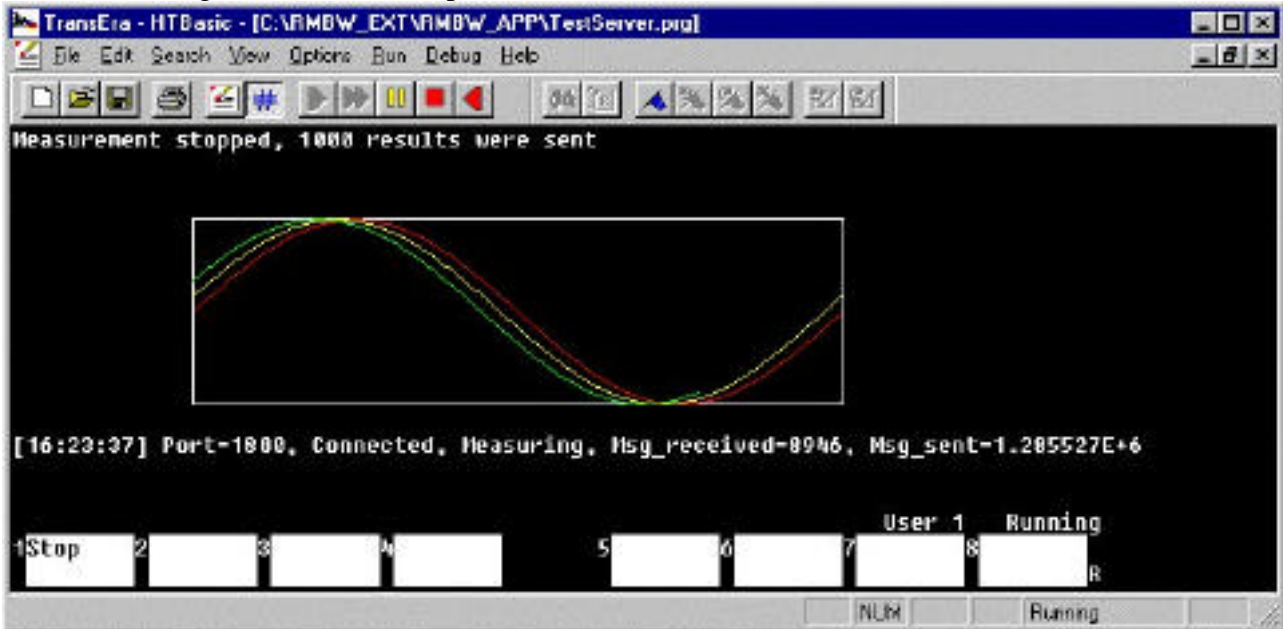 TransEra - HTBasic - [C:\RMBW_EXT\RMBW_APP\TestServer.prg]
File Edit Search View Options Run Debug Help
Measurement stopped, 1000 results were sent
[16:23:37] Port=1800, Connected, Measuring, Msg_received=8946, Msg_sent=1.285527E+6
User 1 Running
1 Stop 2 3 4 5 6 7 8
R
NUM Running